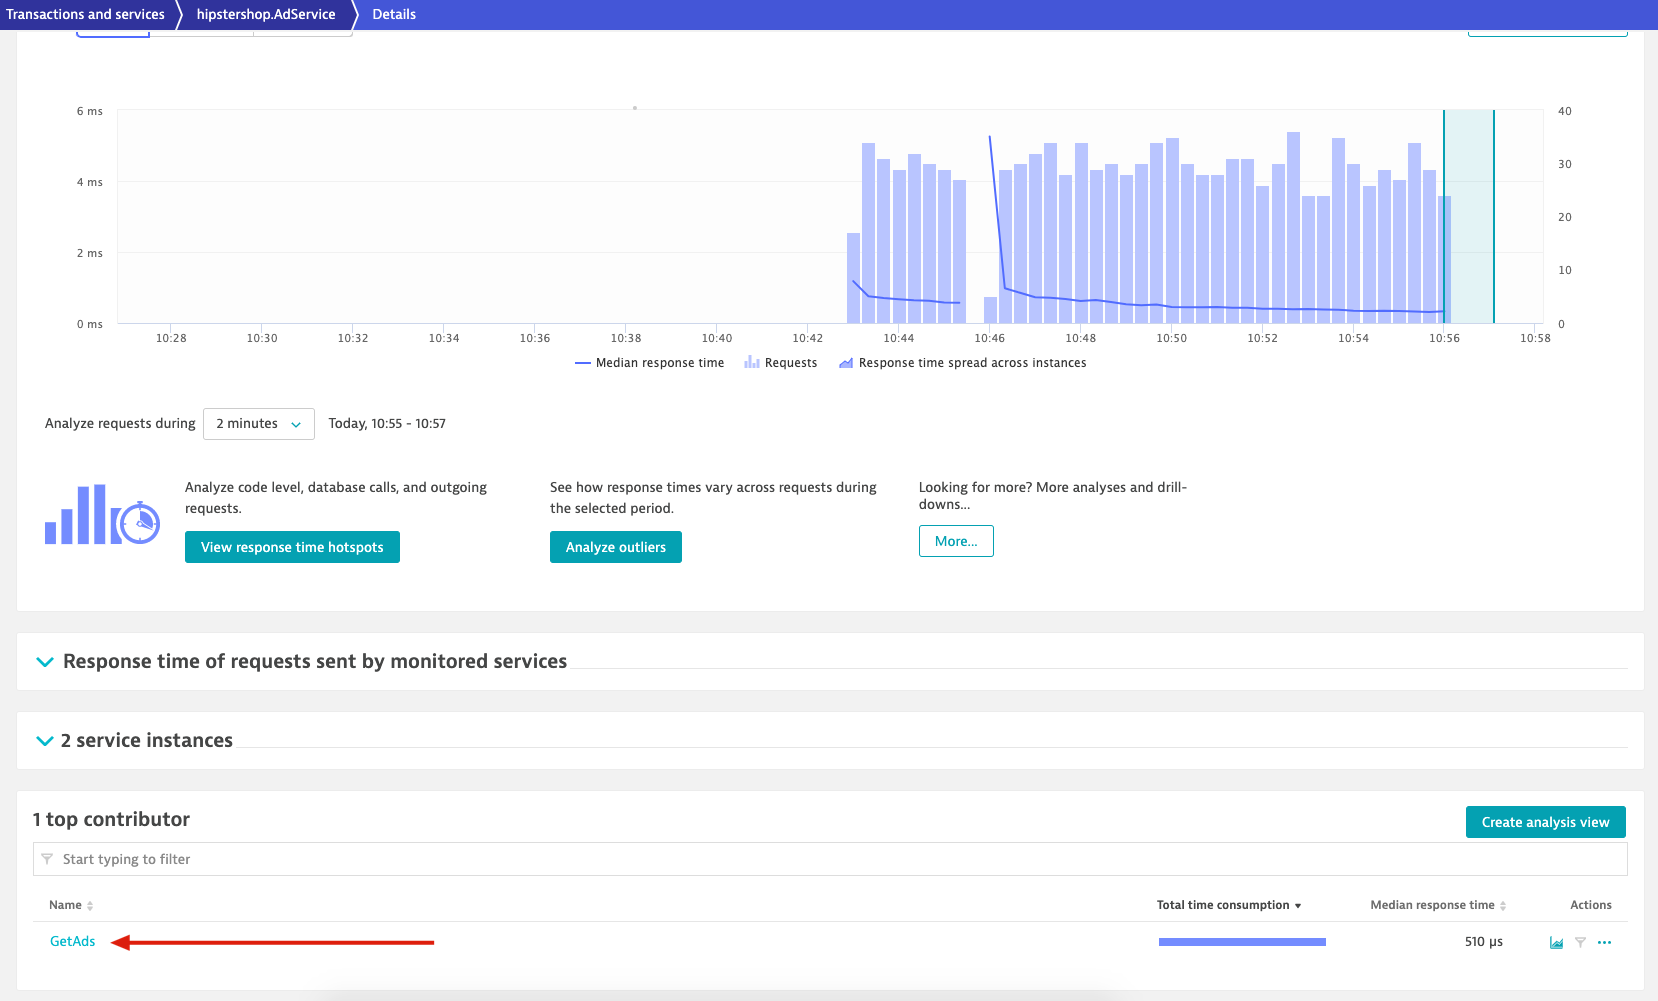 Transactions and services hipstershop.AdService Details
6 ms 40
30
4 ms
20
2 ms
10
0 ms 0
10:28 10:30 10:32 10:34 10:36 10:38 10:40 10:42 10:44 10:46 10:48 10:50 10:52 10:54 10:56 10:58
Median response time Requests Response time spread across instances
Analyze requests during 2 minutes Today, 10:55 - 10:57
Analyze code level, database calls, and outgoing
requests.
View response time hotspots
See how response times vary across requests during
the selected period.
Analyze outliers
Looking for more? More analyses and drill-
downs...
More...
Response time of requests sent by monitored services
2 service instances
1 top contributor
Create analysis view
Start typing to filter
Name Total time consumption Median response time Actions
GetAds 510 µs